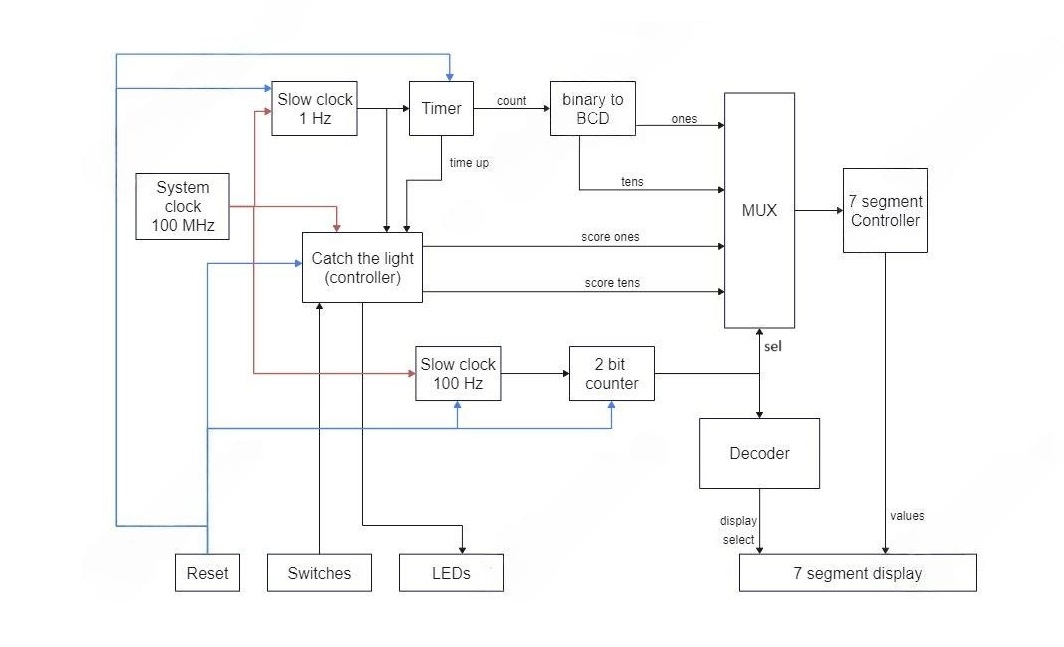 Slow clock
1 Hz
Timer
count
binary to
BCD
ones
time up
tens
System
clock
100 MHz
MUX
7 segment
Controller
Catch the light
(controller)
score ones
score tens
sel
Slow clock
100 Hz
2 bit
counter
Decoder
display
select
values
Reset
Switches
LEDs
7 segment display